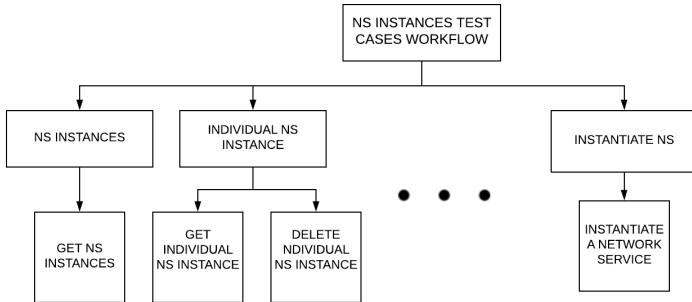 NS INSTANCES TEST
CASES WORKFLOW
NS INSTANCES
INDIVIDUAL NS
INSTANCE
INSTANTIATE NS
GET NS
INSTANCES
GET
INDIVIDUAL
NS INSTANCE
DELETE
NDIVIDUAL
NS INSTANCE
INSTANTIATE
A NETWORK
SERVICE